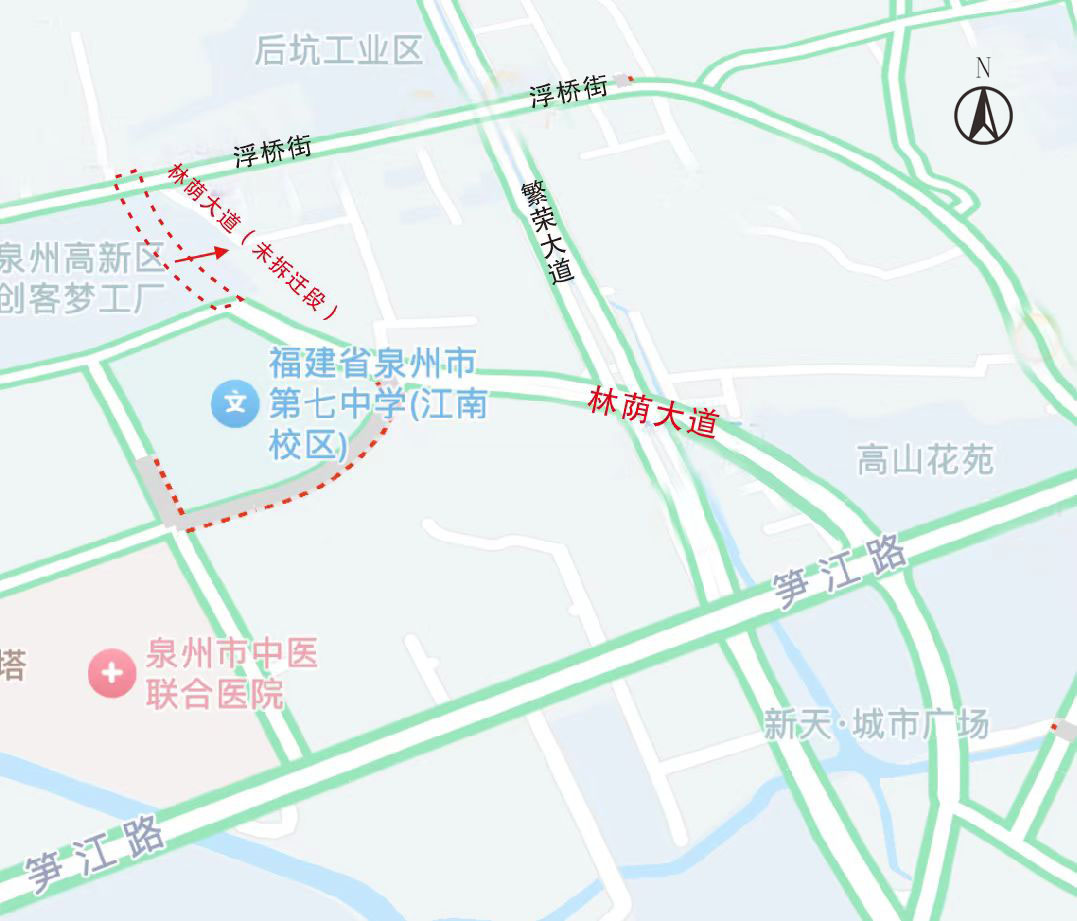 后坑工业区
N
浮桥街
浮桥街
林荫大道（未拆迁段）
繁荣大道
泉州高新区
创客梦工厂
文
福建省泉州市
第七中学(江南
校区)
林荫大道
高山花苑
笋江路
泉州市中医
联合医院
塔
新天·城市广场
笋江路